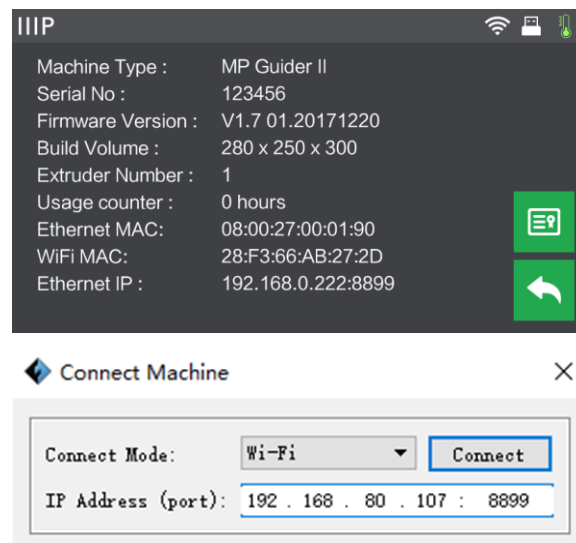 IIIP
Machine Type : MP Guider II
Serial No : 123456
Firmware Version : V1.7 01.20171220
Build Volume : 280 x 250 x 300
Extruder Number : 1
Usage counter : 0 hours
Ethernet MAC: 08:00:27:00:01:90
WiFi MAC: 28:F3:66:AB:27:2D
Ethernet IP : 192.168.0.222:8899
Connect Machine
Connect Mode: Wi-Fi Connect
IP Address (port): 192 . 168 . 80 . 107 : 8899